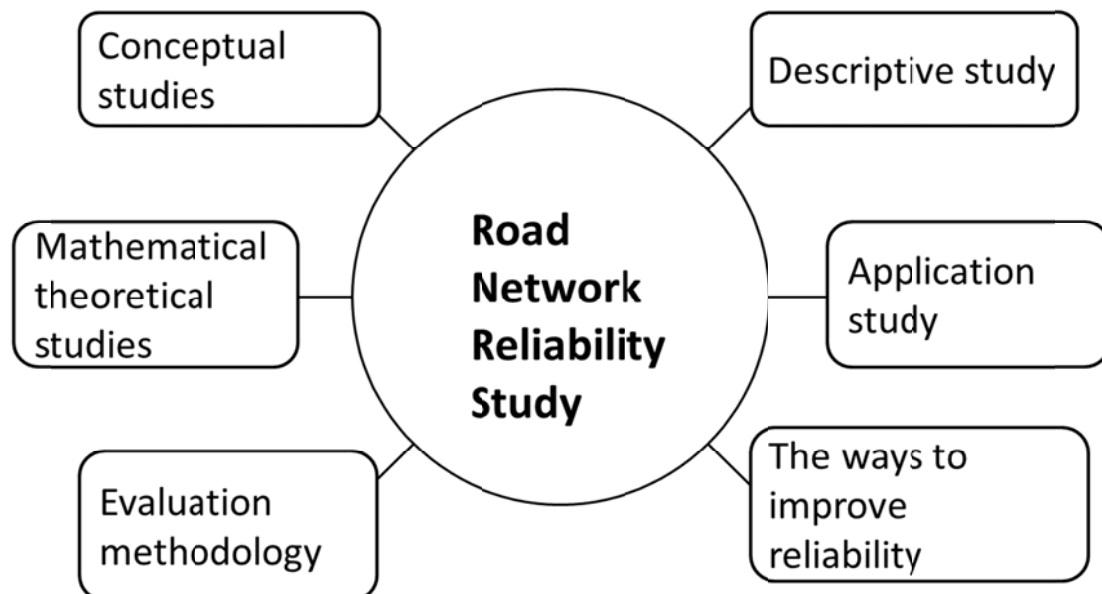 Conceptual
studies
Descriptive study
Mathematical
theoretical
studies
Road
Network
Reliability
Study
Application
study
Evaluation
methodology
The ways to
improve
reliability